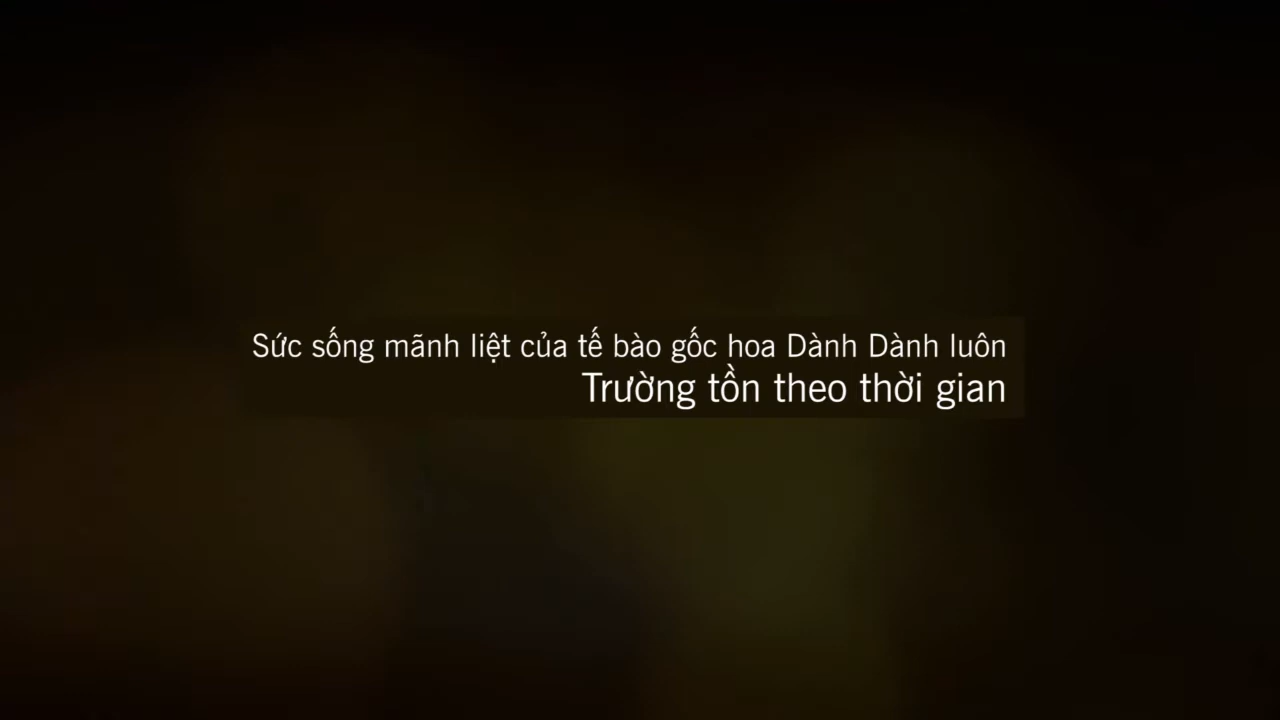 Sức sống mãnh liệt của tế bào gốc hoa Dành Dành luôn
Trường tồn theo thời gian